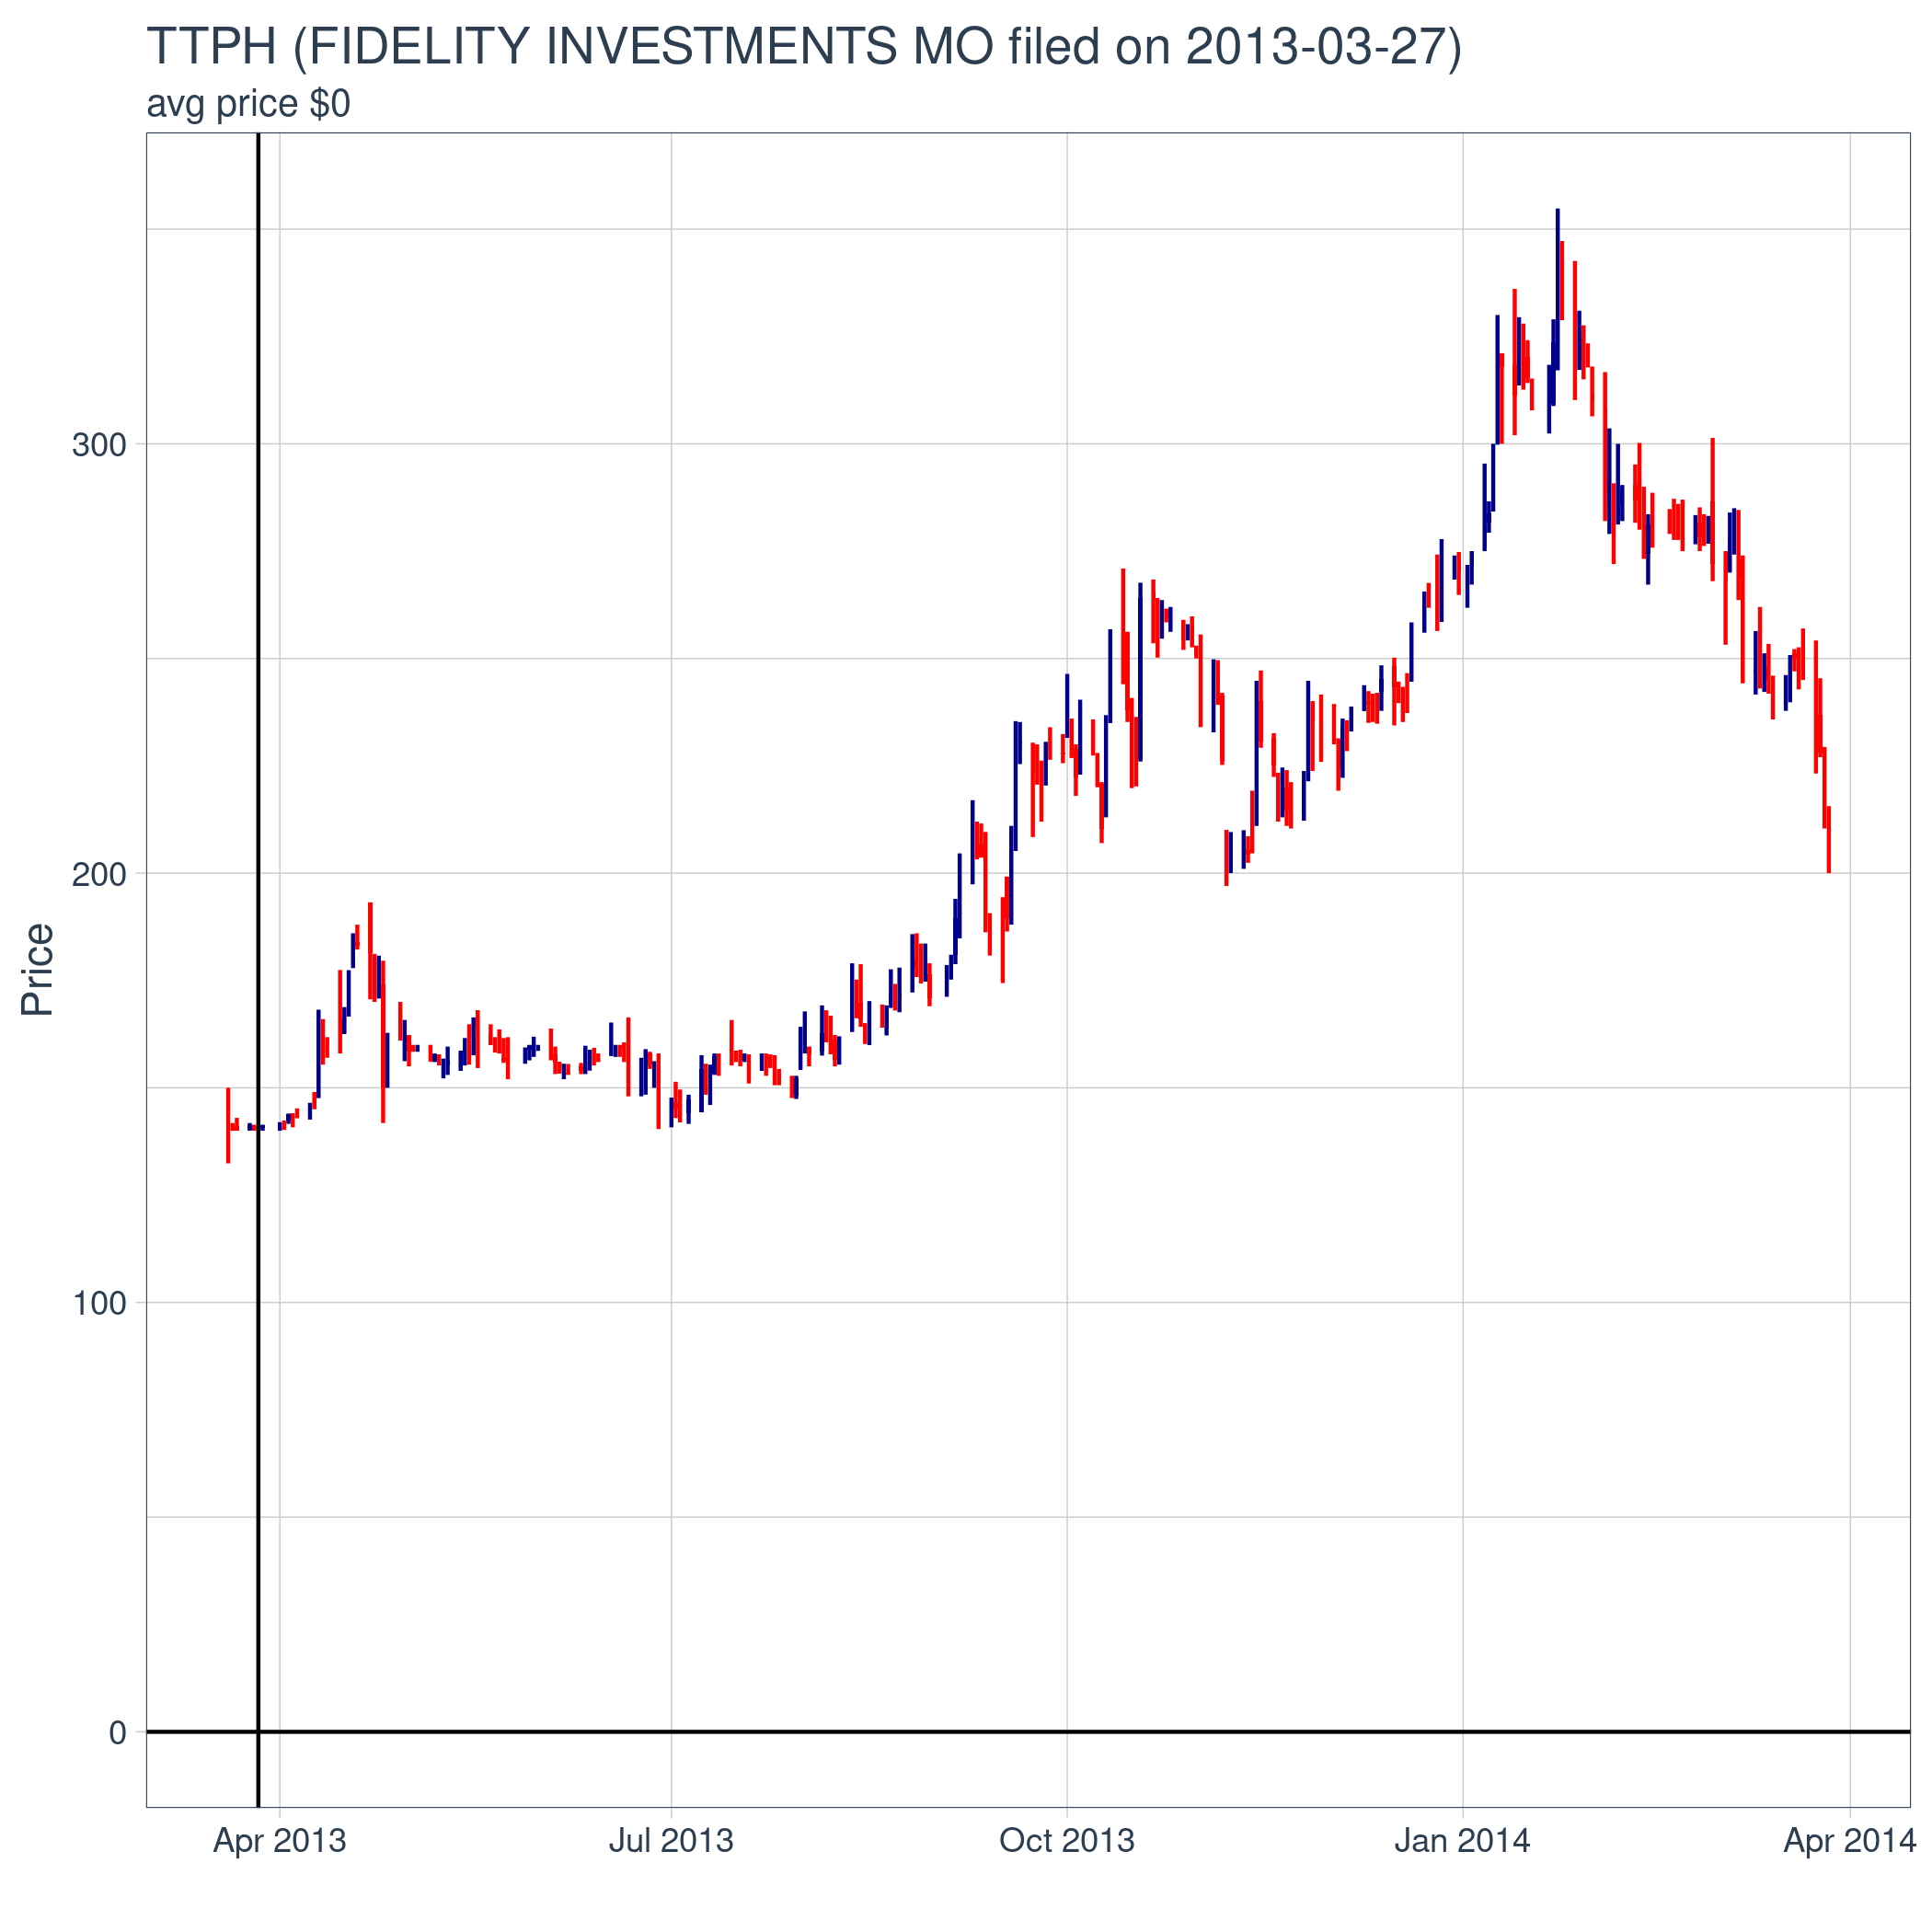 TTPH (FIDELITY INVESTMENTS MO filed on 2013-03-27)
avg price $0
Price
300
200
100
0
Apr 2013
Jul 2013
Oct 2013
Jan 2014
Apr 2014